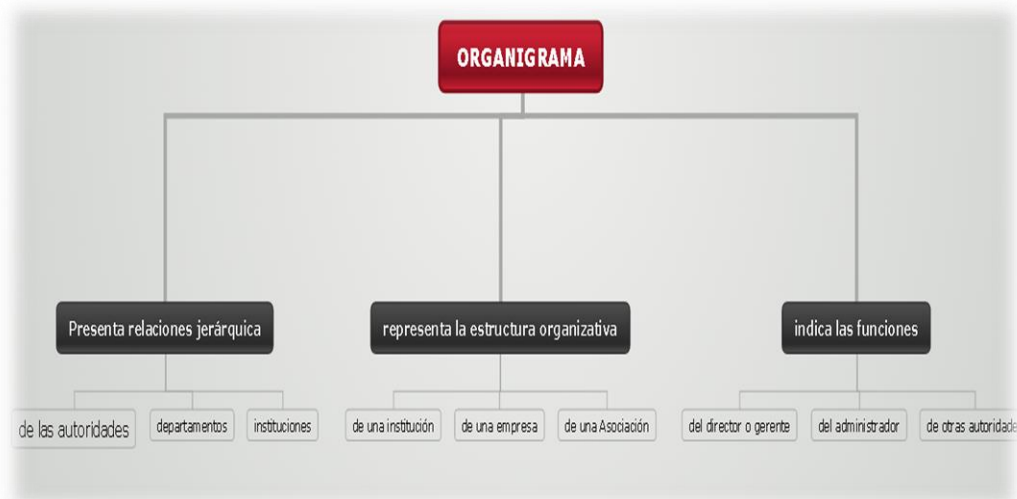 ORGANIGRAMA
Presenta relaciones jerárquica
representa la estructura organizativa
indica las funciones
de las autoridades
departamentos
instituciones
de una institución
de una empresa
de una Asociación
del director o gerente
del administrador
de otras autoridade